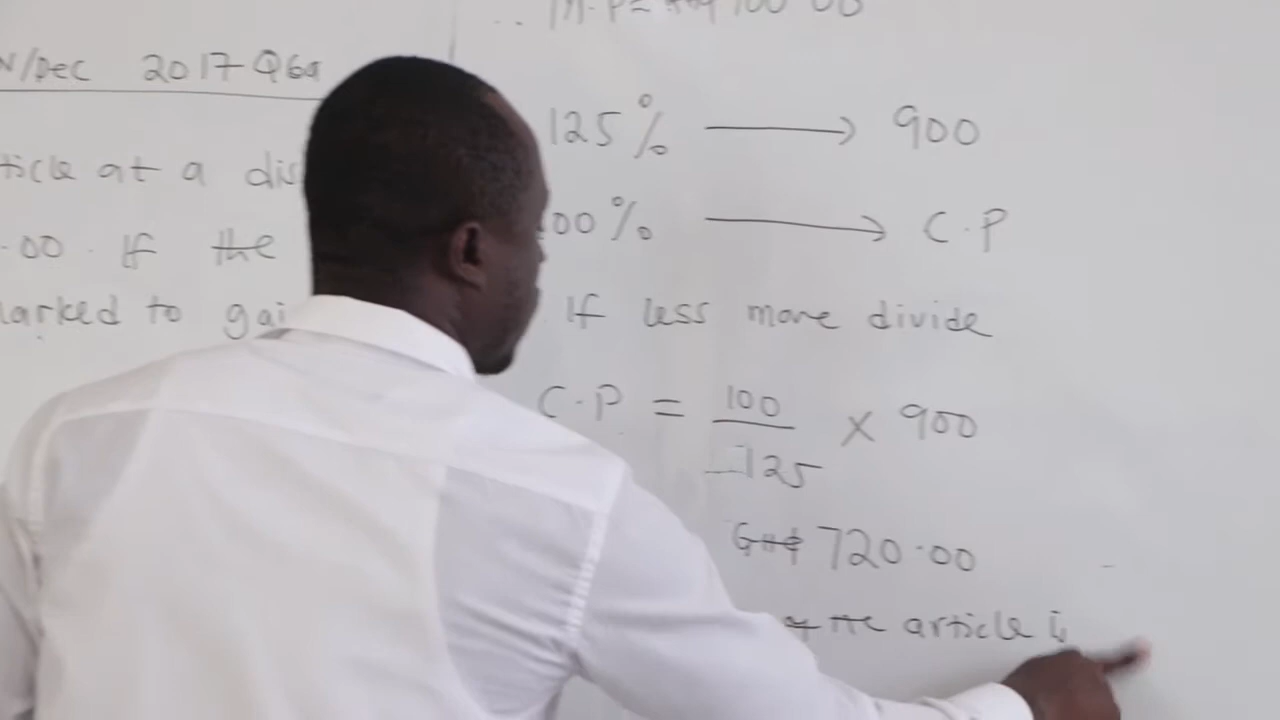 N/Dec 2017 Q6a
ticle at a dis
.00. If the
arked to gai
125% → 900
00% → C.P
If less more divide
C.P = 100/125 × 900
GH¢ 720.00
of the article is